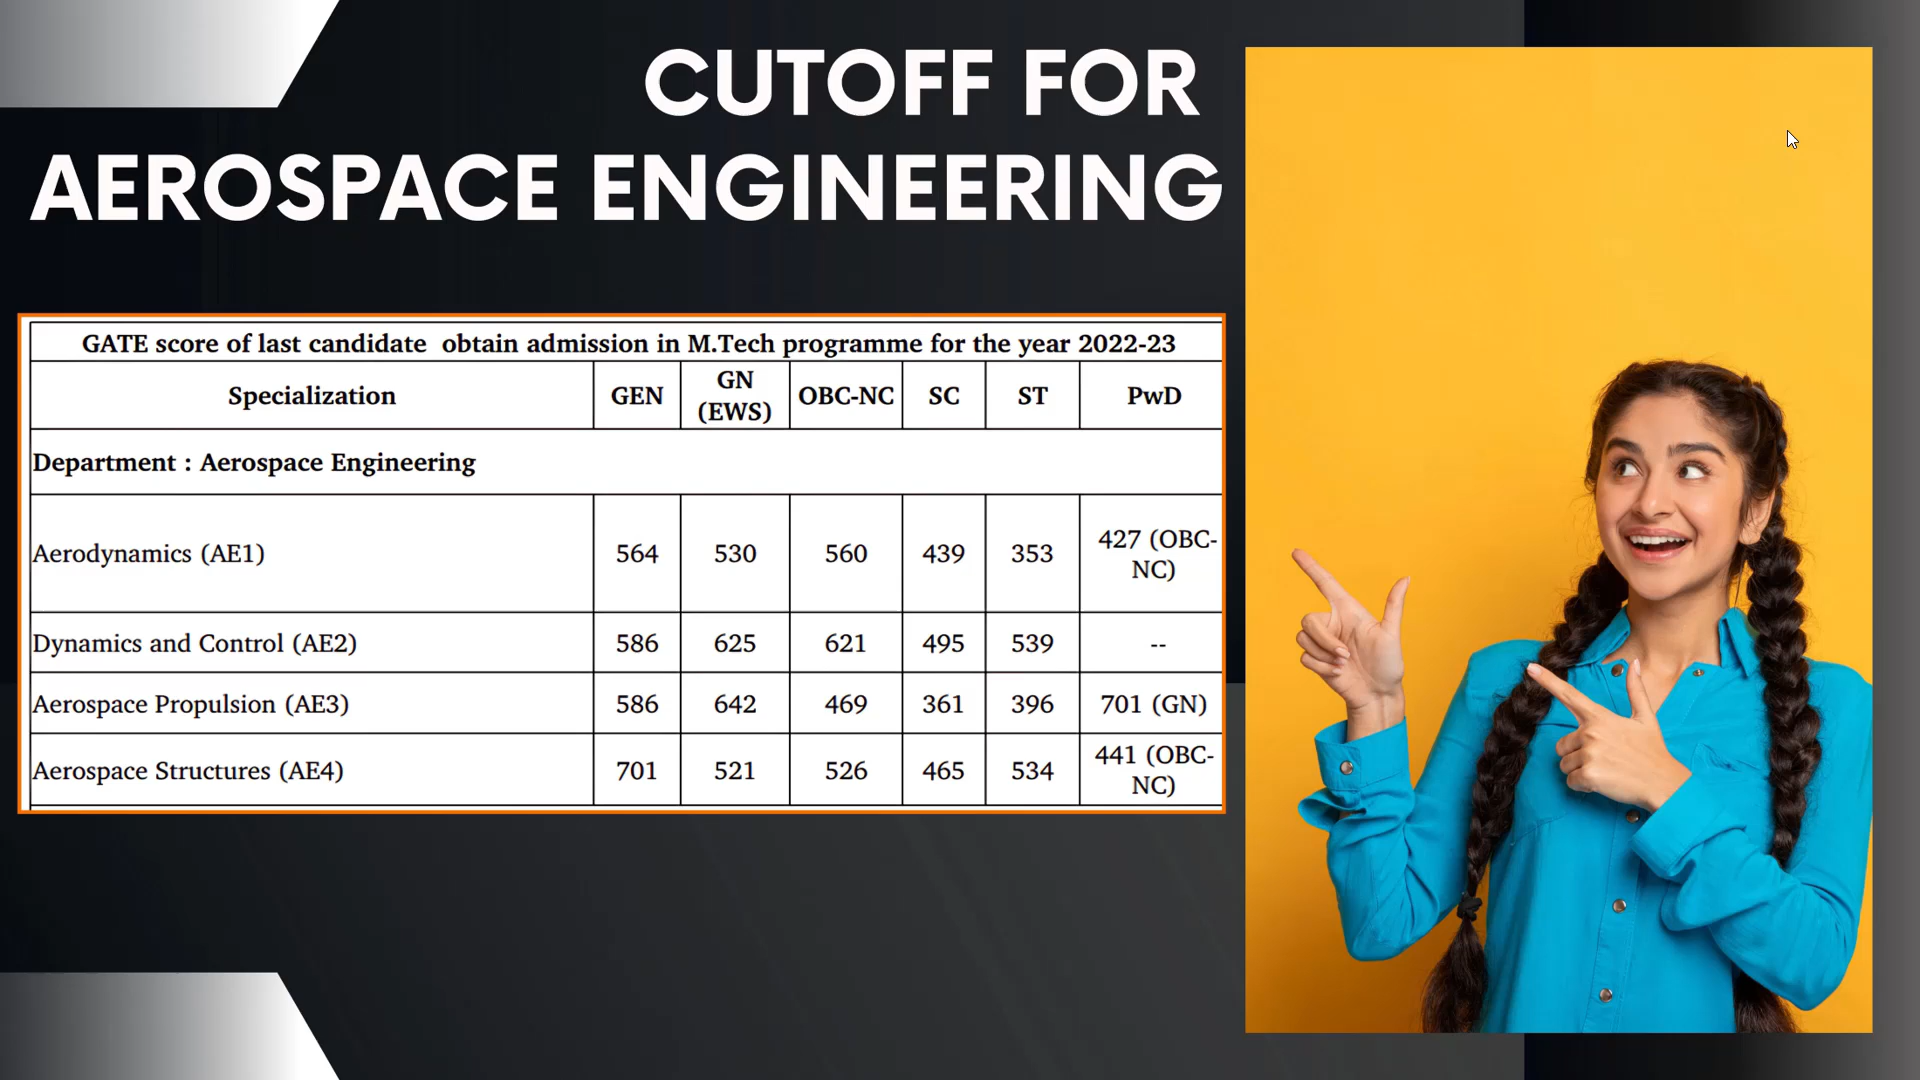 CUTOFF FOR
AEROSPACE ENGINEERING
GATE score of last candidate obtain admission in M.Tech programme for the year 2022-23
Specialization GEN GN (EWS) OBC-NC SC ST PwD
Department : Aerospace Engineering
Aerodynamics (AE1) 564 530 560 439 353 427 (OBC-NC)
Dynamics and Control (AE2) 586 625 621 495 539 --
Aerospace Propulsion (AE3) 586 642 469 361 396 701 (GN)
Aerospace Structures (AE4) 701 521 526 465 534 441 (OBC-NC)